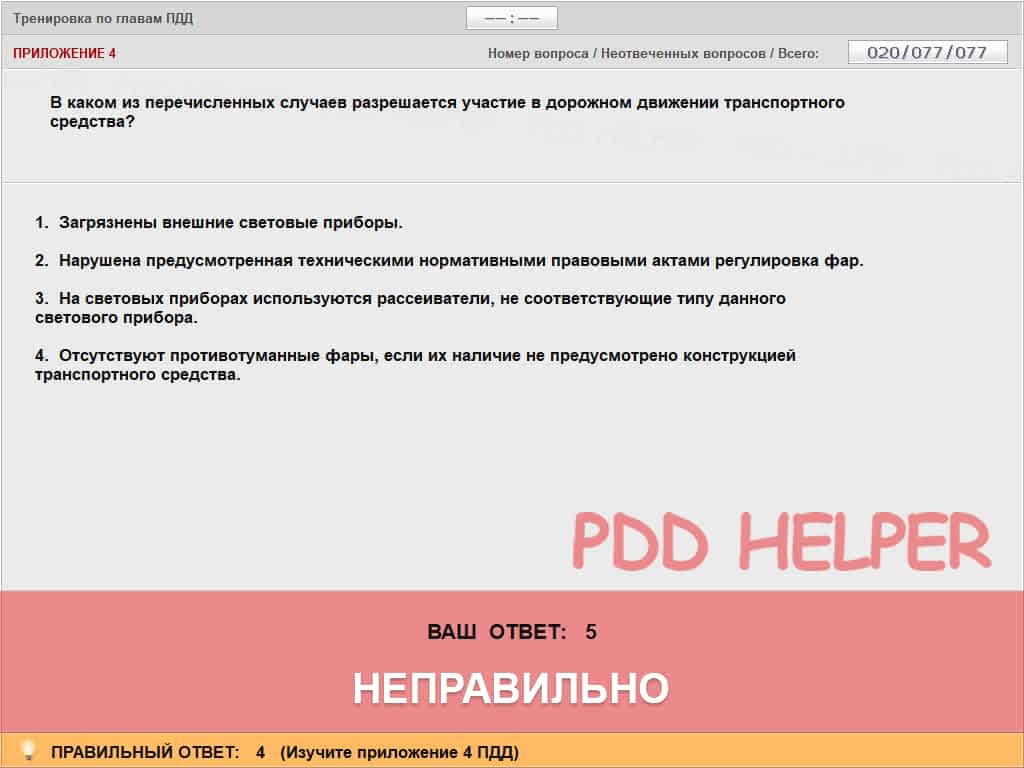 Тренировка по главам ПДД
—— : ——
ПРИЛОЖЕНИЕ 4
Номер вопроса / Неотвеченных вопросов / Всего:
020/077/077
В каком из перечисленных случаев разрешается участие в дорожном движении транспортного
средства?
1. Загрязнены внешние световые приборы.
2. Нарушена предусмотренная техническими нормативными правовыми актами регулировка фар.
3. На световых приборах используются рассеиватели, не соответствующие типу данного
светового прибора.
4. Отсутствуют противотуманные фары, если их наличие не предусмотрено конструкцией
транспортного средства.
PDD HELPER
ВАШ ОТВЕТ: 5
НЕПРАВИЛЬНО
ПРАВИЛЬНЫЙ ОТВЕТ: 4 (Изучите приложение 4 ПДД)